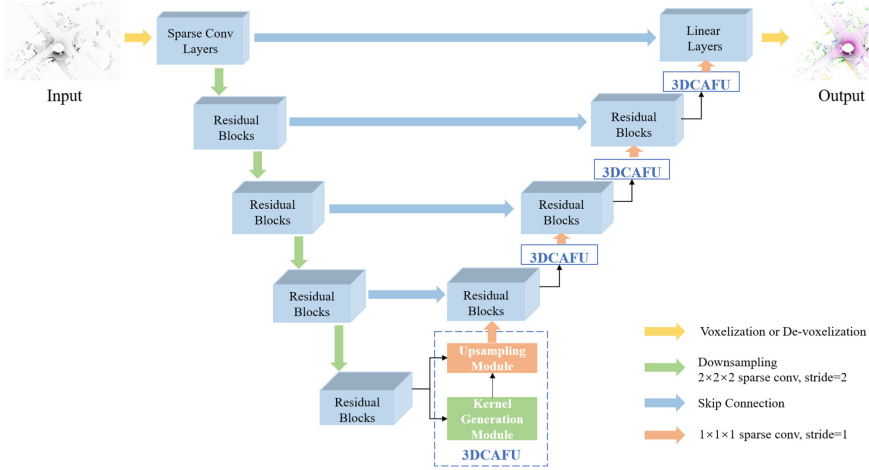 Sparse Conv
Layers
Linear
Layers
Input
Output
3DCAFU
Residual
Blocks
Residual
Blocks
3DCAFU
Residual
Blocks
Residual
Blocks
3DCAFU
Residual
Blocks
Residual
Blocks
Upsampling
Module
Residual
Blocks
Kernel
Generation
Module
3DCAFU
Voxelization or De-voxelization
Downsampling
2×2×2 sparse conv, stride=2
Skip Connection
1×1×1 sparse conv, stride=1